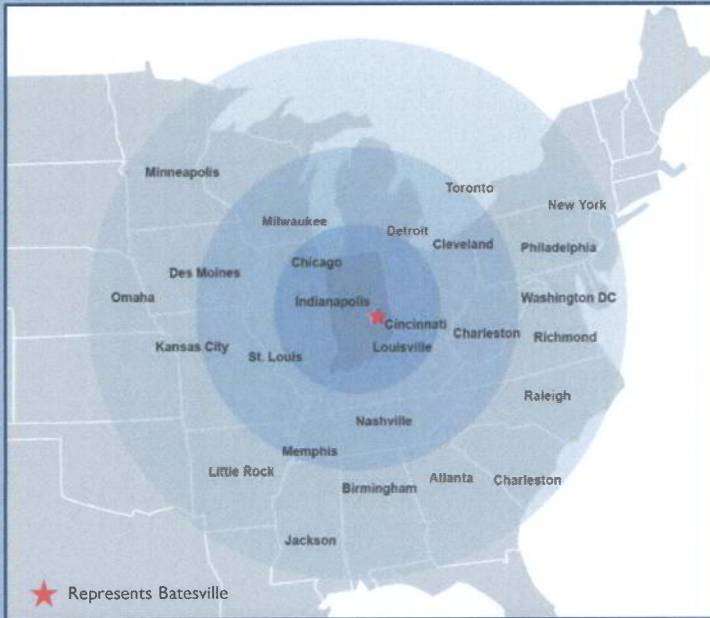 Minneapolis
Toronto
New York
Milwaukee
Detroit
Cleveland
Philadelphia
Chicago
Des Moines
Omaha
Indianapolis
Washington DC
Cincinnati
Charleston
Richmond
Kansas City
St. Louis
Louisville
Raleigh
Nashville
Memphis
Little Rock
Birmingham
Atlanta
Charleston
Jackson
Represents Batesville